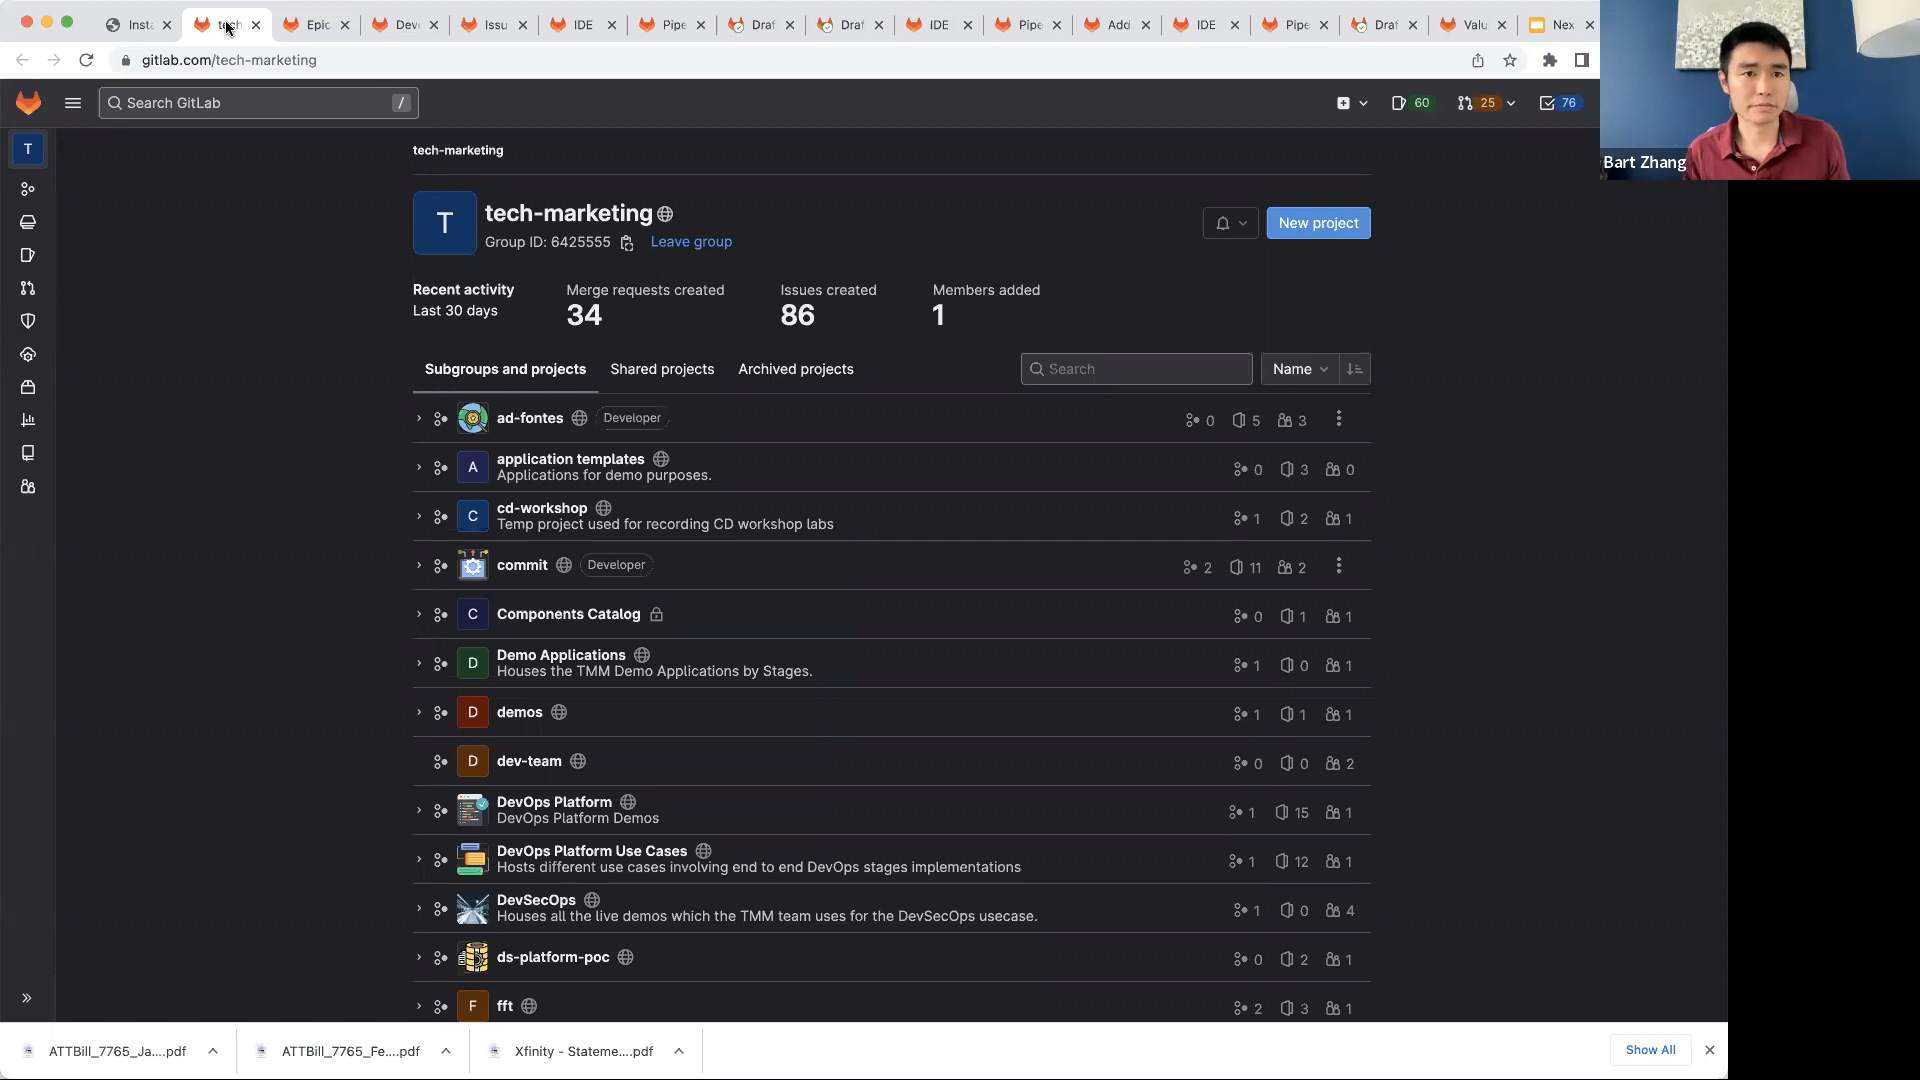 Insta
tech
Epic
Dev
Issu
IDE
Pipe
Draf
Draf
IDE
Pipe
Add
IDE
Pipe
Draf
Valu
Nex
gitlab.com/tech-marketing
Search GitLab
/
60
25
76
Bart Zhang
T
tech-marketing
T
tech-marketing
Group ID: 6425555
Leave group
New project
Recent activity
Last 30 days
Merge requests created
34
Issues created
86
Members added
1
Subgroups and projects
Shared projects
Archived projects
Search
Name
ad-fontes
Developer
0
5
3
A
application templates
Applications for demo purposes.
0
3
0
C
cd-workshop
Temp project used for recording CD workshop labs
1
2
1
commit
Developer
2
11
2
C
Components Catalog
0
1
1
D
Demo Applications
Houses the TMM Demo Applications by Stages.
1
0
1
D
demos
1
1
1
D
dev-team
0
0
2
DevOps Platform
DevOps Platform Demos
1
15
1
DevOps Platform Use Cases
Hosts different use cases involving end to end DevOps stages implementations
1
12
1
DevSecOps
Houses all the live demos which the TMM team uses for the DevSecOps usecase.
1
0
4
ds-platform-poc
0
2
1
F
fft
2
3
1
ATTBill_7765_Ja....pdf
ATTBill_7765_Fe....pdf
Xfinity - Stateme....pdf
Show All